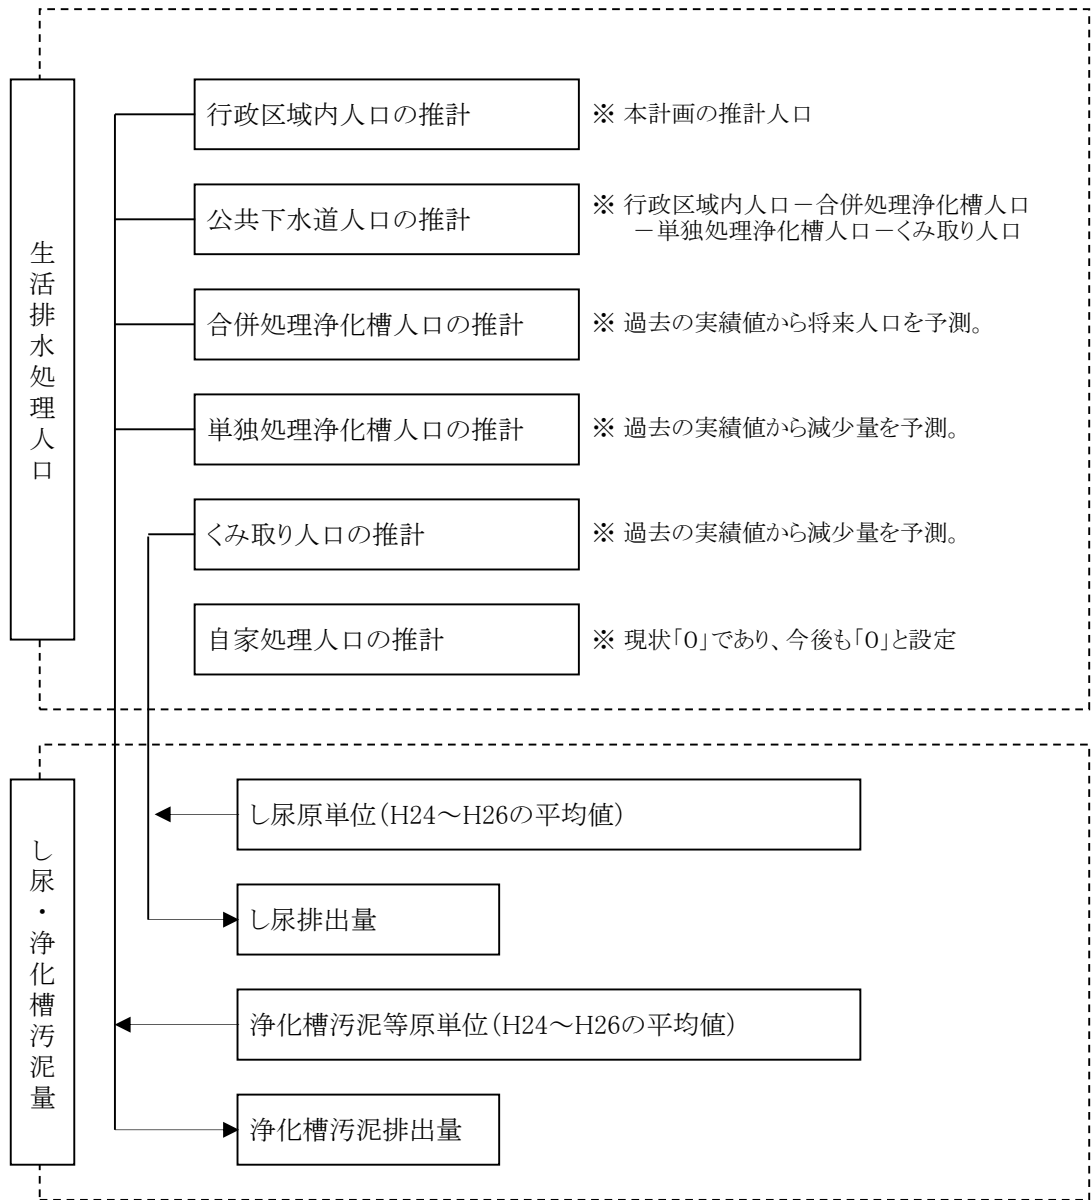 生活排水処理人口
行政区域内人口の推計
※ 本計画の推計人口
公共下水道人口の推計
※ 行政区域内人口－合併処理浄化槽人口
－単独処理浄化槽人口－くみ取り人口
合併処理浄化槽人口の推計
※ 過去の実績値から将来人口を予測。
単独処理浄化槽人口の推計
※ 過去の実績値から減少量を予測。
くみ取り人口の推計
※ 過去の実績値から減少量を予測。
自家処理人口の推計
※ 現状「0」であり、今後も「0」と設定
し尿・浄化槽汚泥量
し尿原単位(H24～H26の平均値)
し尿排出量
浄化槽汚泥等原単位(H24～H26の平均値)
浄化槽汚泥排出量